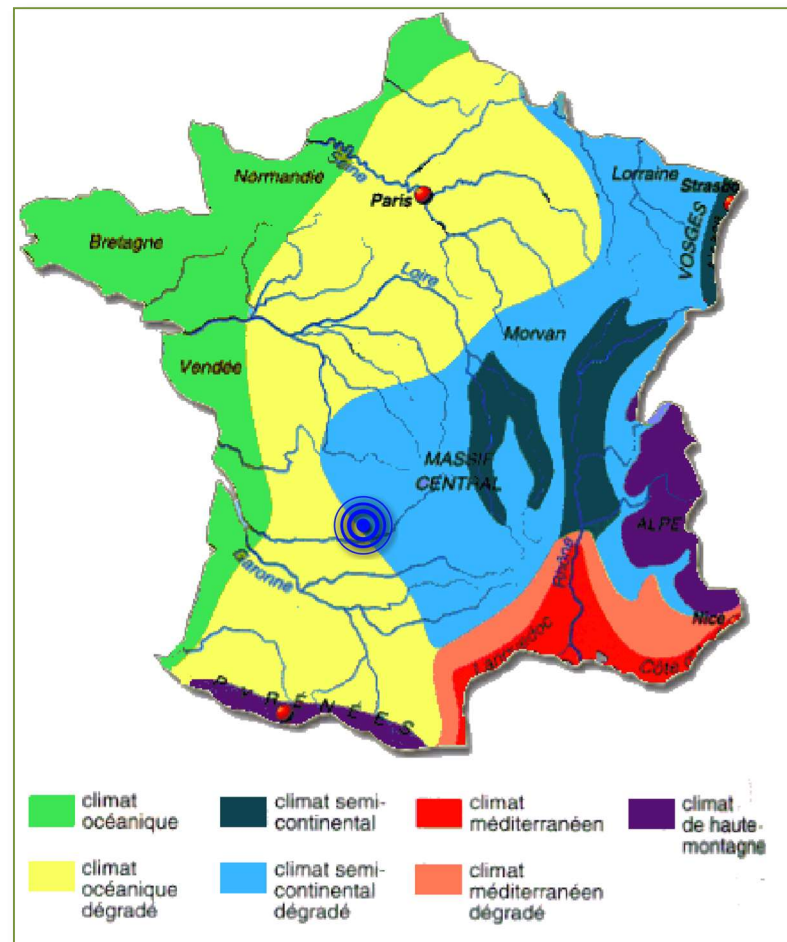 Normandie
Seine
Paris
Lorraine
Strasbo
VOSGES
Bretagne
Loire
Morvan
Vendée
MASSIF
CENTRAL
ALPE
Garonne
Rhône
Nice
Languedoc
Côte
PYRÉNÉES
climat
océanique
climat semi-
continental
climat
méditerranéen
climat
de haute-
montagne
climat
océanique
dégradé
climat semi-
continental
dégradé
climat
méditerranéen
dégradé